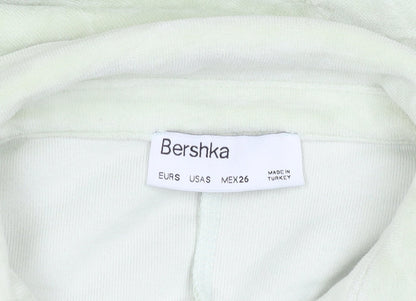 Bershka
EUR S USA S MEX 26 MADE IN
TURKEY